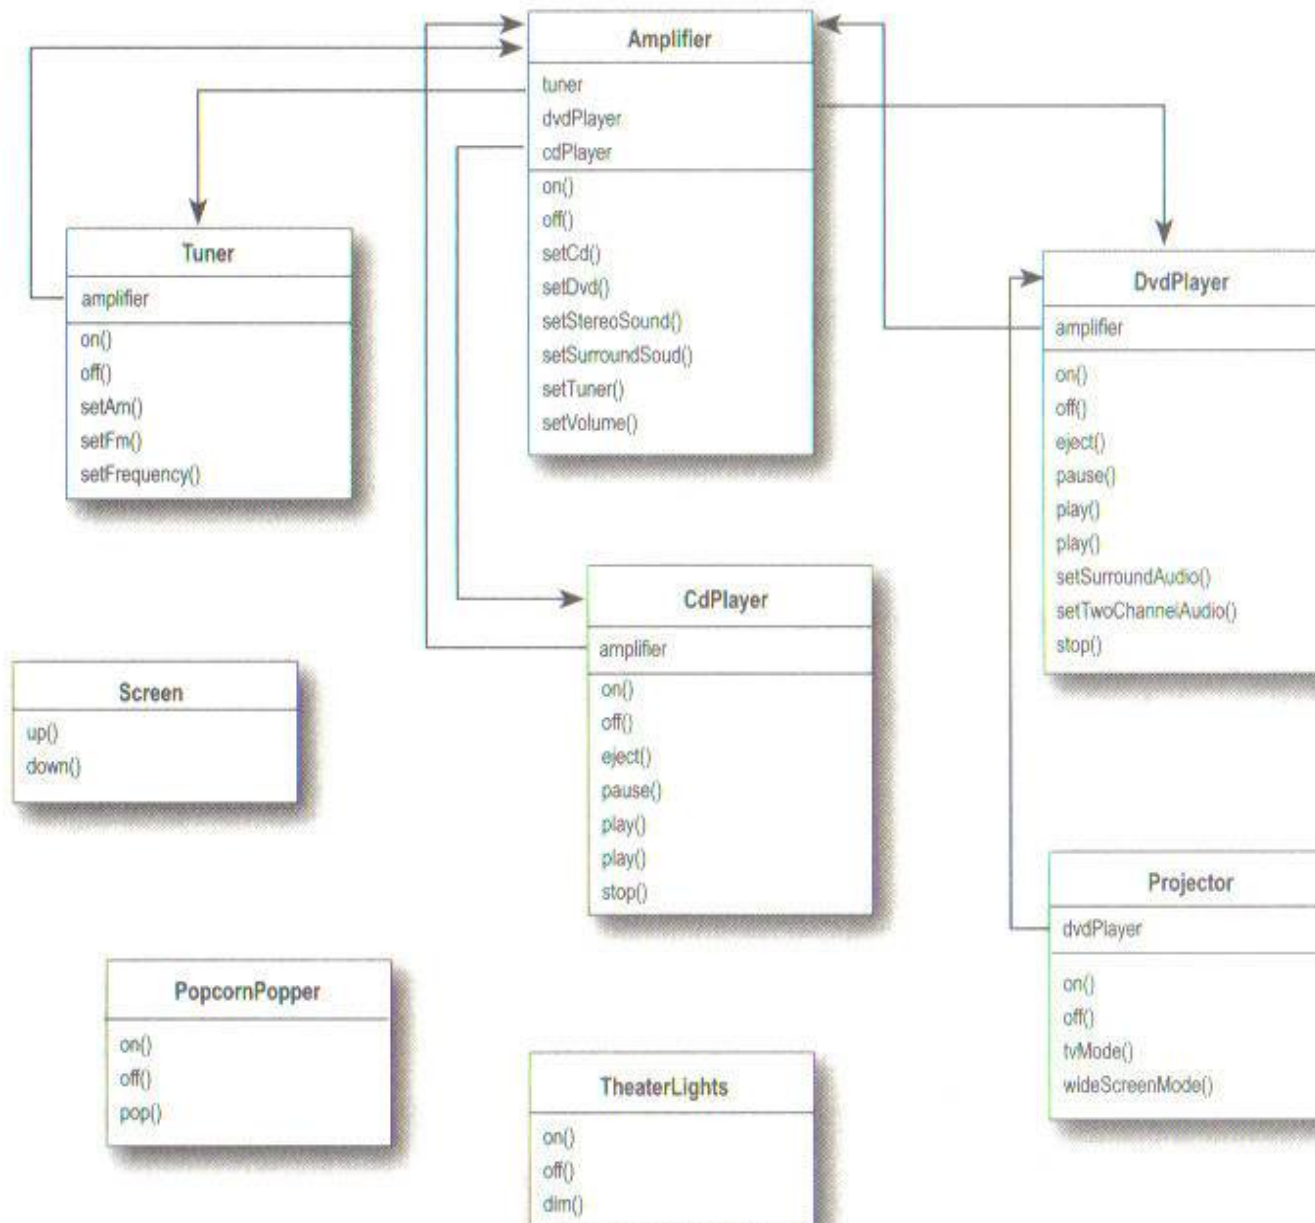 Amplifier
tuner
dvdPlayer
cdPlayer
on()
off()
setCd()
setDvd()
setStereoSound()
setSurroundSoud()
setTuner()
setVolume()
Tuner
amplifier
on()
off()
setAm()
setFm()
setFrequency()
DvdPlayer
amplifier
on()
off()
eject()
pause()
play()
play()
setSurroundAudio()
setTwoChannelAudio()
stop()
CdPlayer
amplifier
on()
off()
eject()
pause()
play()
play()
stop()
Screen
up()
down()
Projector
dvdPlayer
on()
off()
tvMode()
wideScreenMode()
PopcornPopper
on()
off()
pop()
TheaterLights
on()
off()
dim()